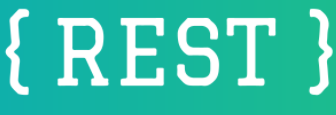 { REST }